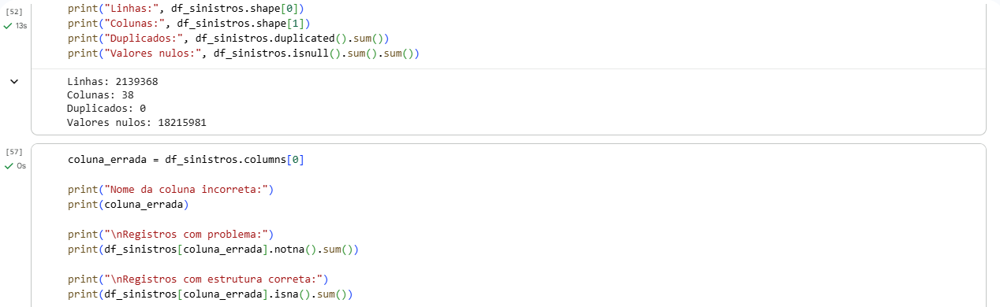 [52]
print("Linhas:", df_sinistros.shape[0])
13s
print("Colunas:", df_sinistros.shape[1])
print("Duplicados:", df_sinistros.duplicated().sum())
print("Valores nulos:", df_sinistros.isnull().sum().sum())
Linhas: 2139368
Colunas: 38
Duplicados: 0
Valores nulos: 18215981
[57]
coluna_errada = df_sinistros.columns[0]
0s
print("Nome da coluna incorreta:")
print(coluna_errada)
print("\nRegistros com problema:")
print(df_sinistros[coluna_errada].notna().sum())
print("\nRegistros com estrutura correta:")
print(df_sinistros[coluna_errada].isna().sum())